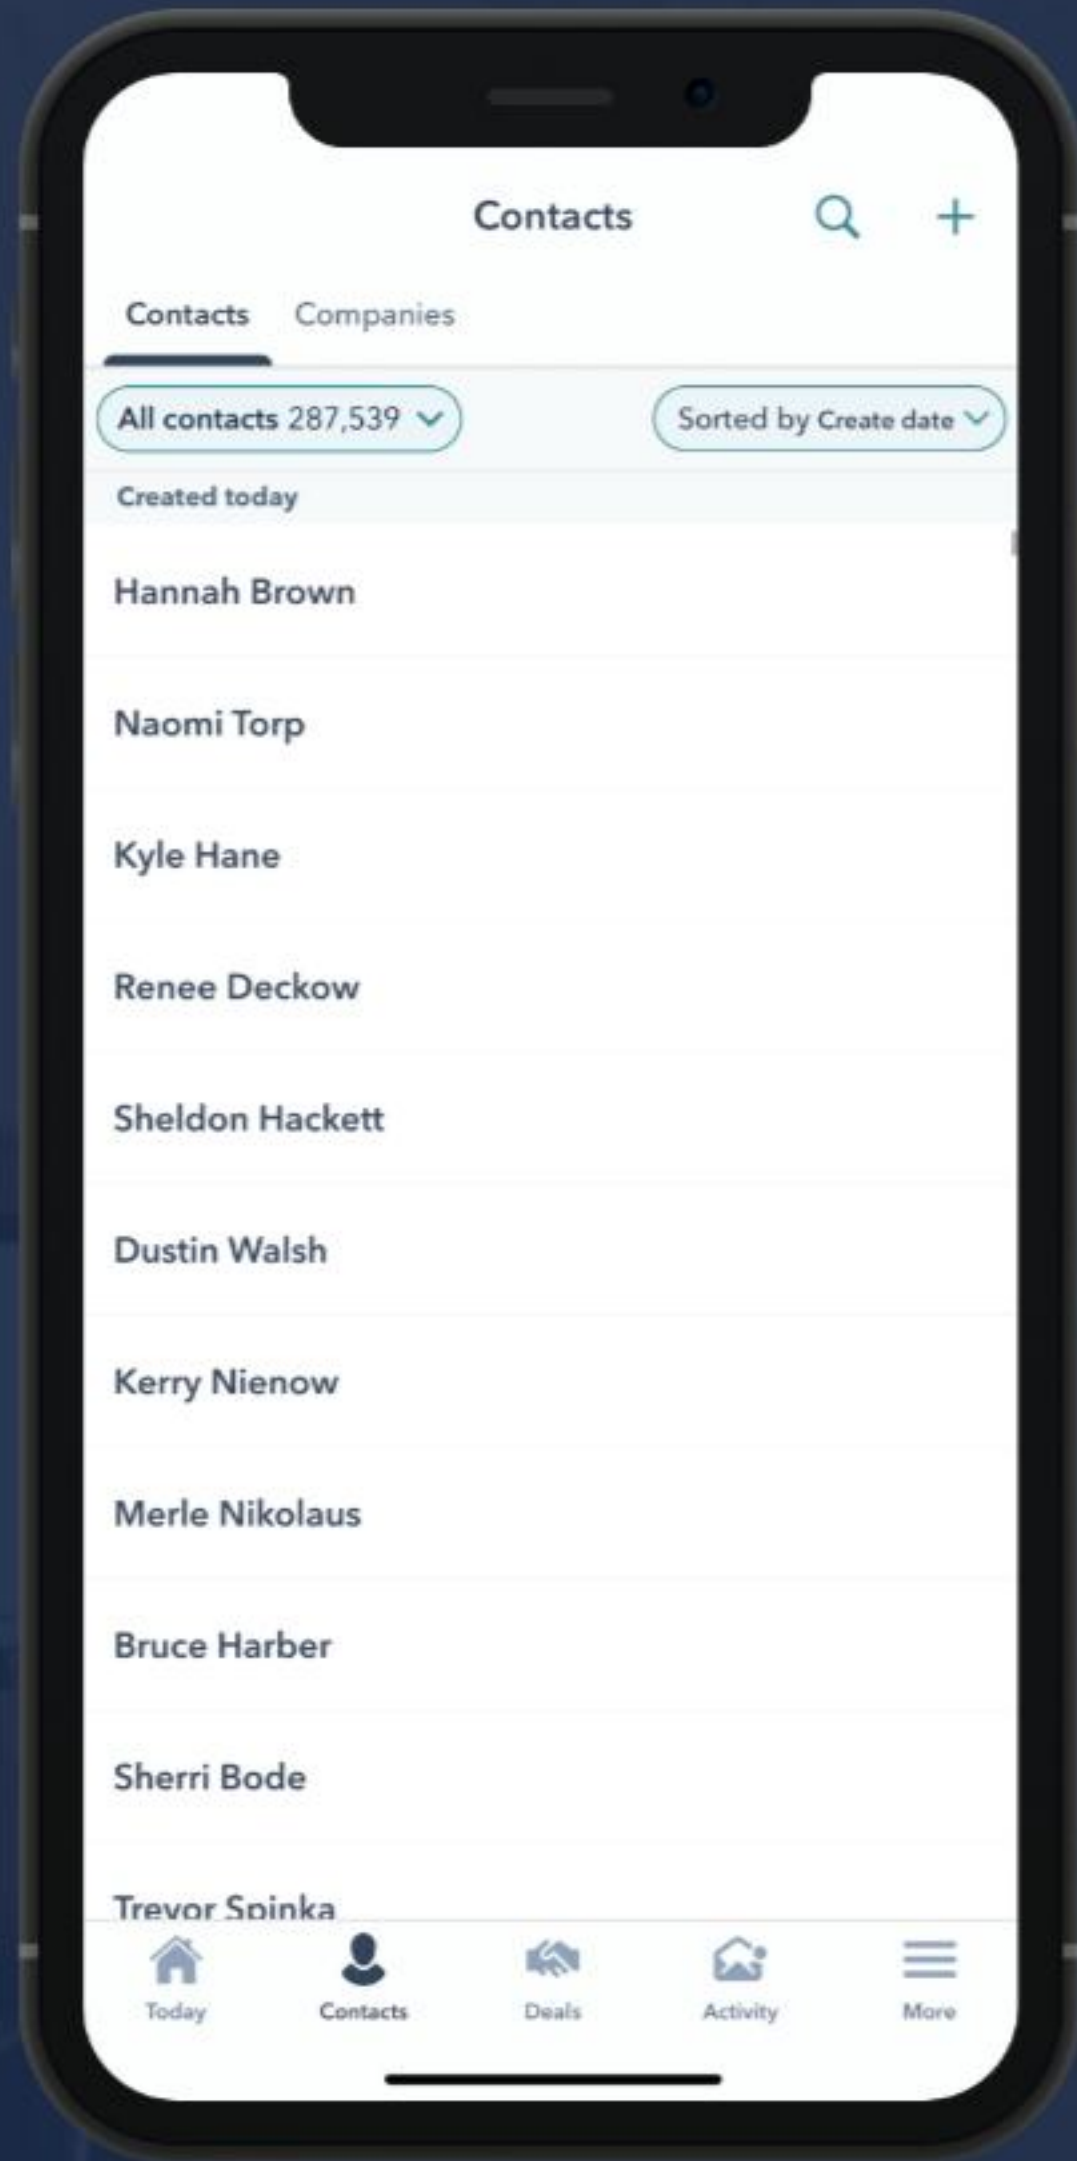 Contacts
Contacts Companies
All contacts 287,539 Sorted by Create date
Created today
Hannah Brown
Naomi Torp
Kyle Hane
Renee Deckow
Sheldon Hackett
Dustin Walsh
Kerry Nienow
Merle Nikolaus
Bruce Harber
Sherri Bode
Trevor Spinka
Today Contacts Deals Activity More